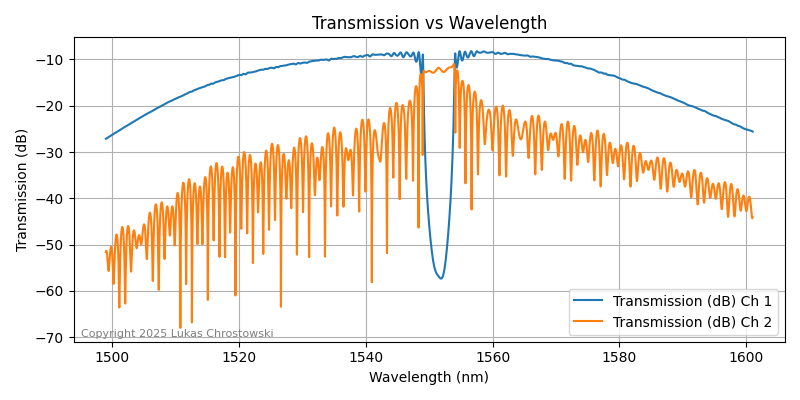 Transmission vs Wavelength
Transmission (dB)
−10
−20
−30
−40
−50
−60
−70
Copyright 2025 Lukas Chrostowski
Transmission (dB) Ch 1
Transmission (dB) Ch 2
1500 1520 1540 1560 1580 1600
Wavelength (nm)